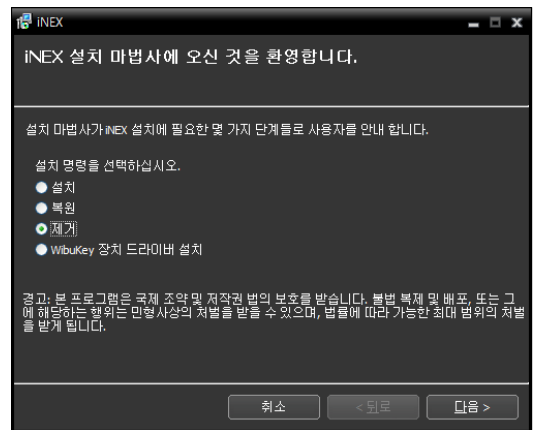 iNEX
iNEX 설치 마법사에 오신 것을 환영합니다.
설치 마법사가 iNEX 설치에 필요한 몇 가지 단계들로 사용자를 안내 합니다.
설치 명령을 선택하십시오.
설치
복원
제거
WibuKey 장치 드라이버 설치
경고: 본 프로그램은 국제 조약 및 저작권 법의 보호를 받습니다. 불법 복제 및 배포, 또는 그
에 해당하는 행위는 민형사상의 처벌을 받을 수 있으며, 법률에 따라 가능한 최대 범위의 처벌
을 받게 됩니다.
취소 < 뒤로 다음 >